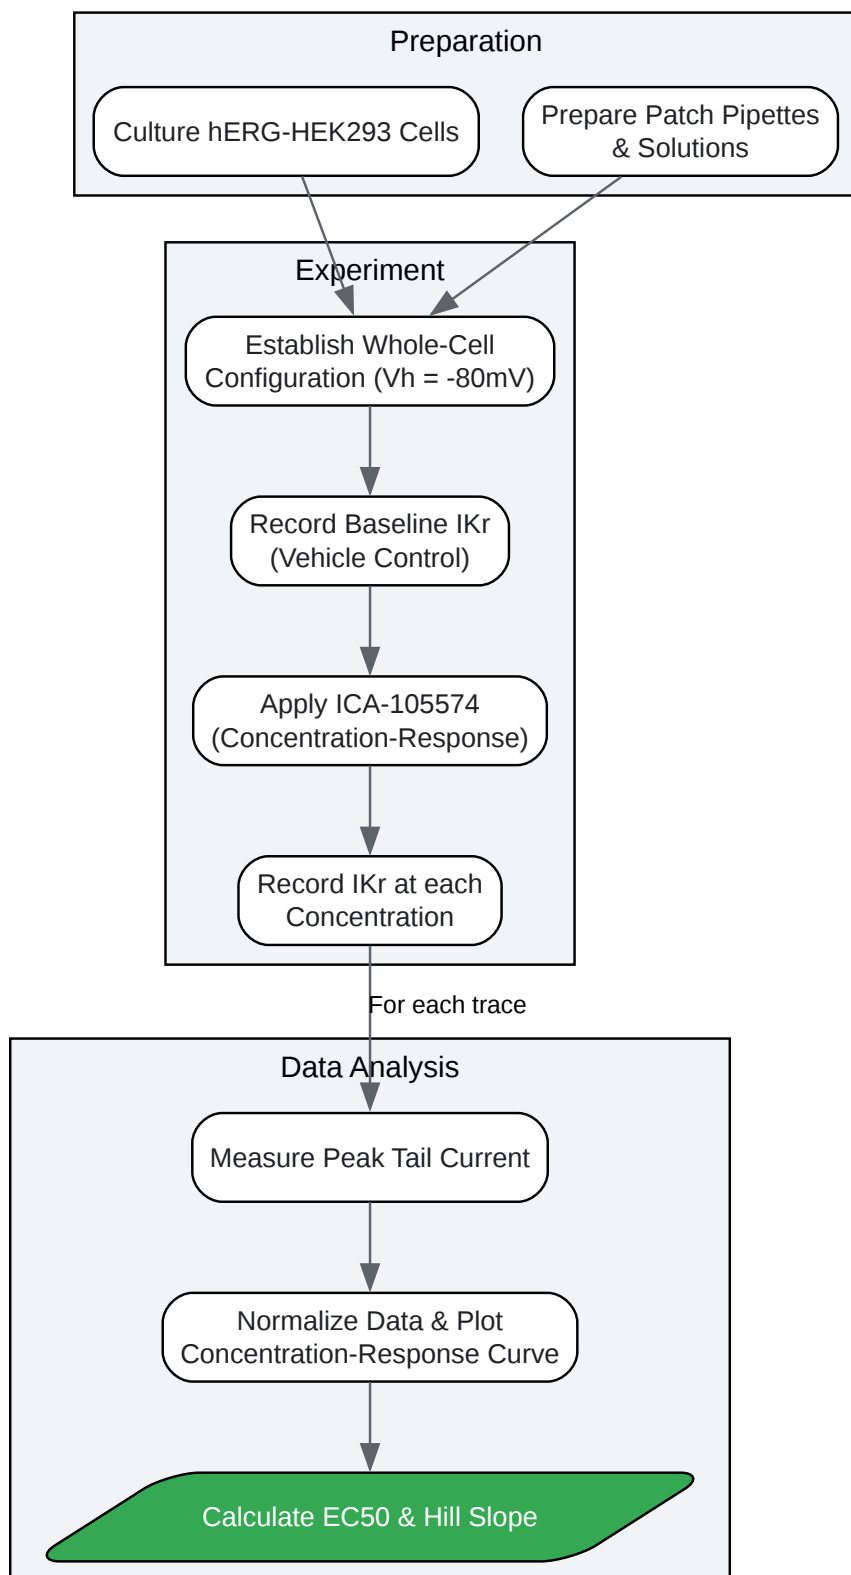 Preparation
Culture hERG-HEK293 Cells
Prepare Patch Pipettes
& Solutions
Experiment
Establish Whole-Cell
Configuration (Vh = -80mV)
Record Baseline IKr
(Vehicle Control)
Apply ICA-105574
(Concentration-Response)
Record IKr at each
Concentration
For each trace
Data Analysis
Measure Peak Tail Current
Normalize Data & Plot
Concentration-Response Curve
Calculate EC50 & Hill Slope